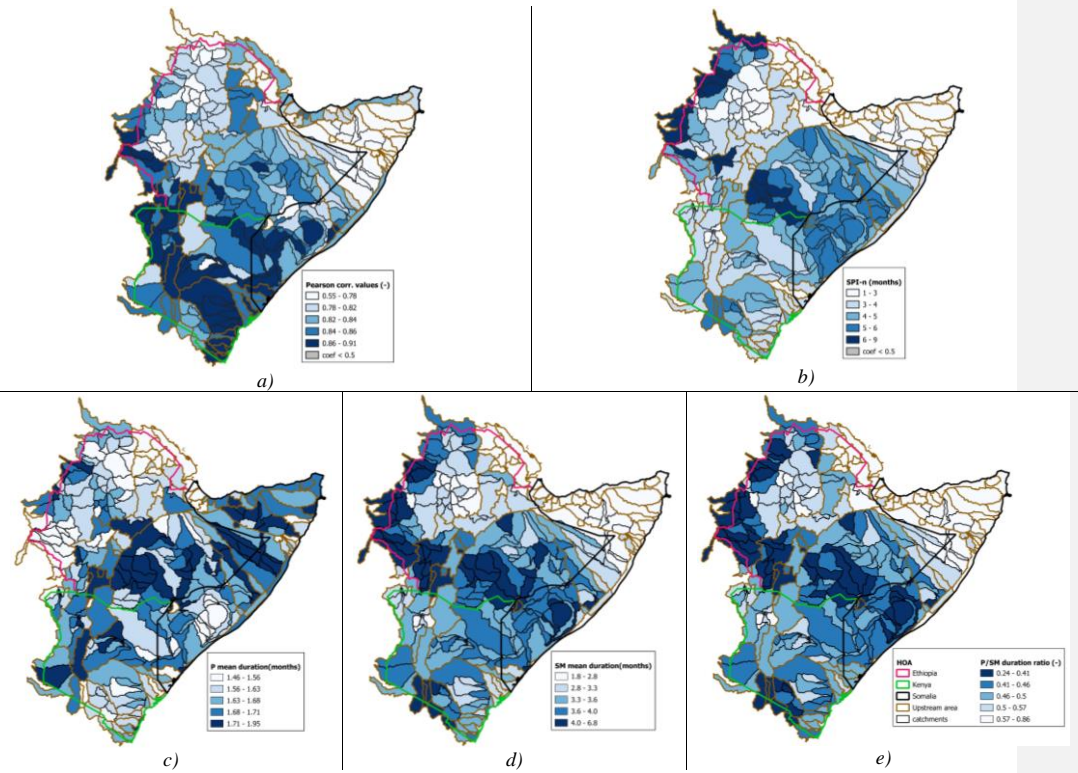 Pearson corr. values (-)
0.55 - 0.78
0.78 - 0.82
0.82 - 0.84
0.84 - 0.86
0.86 - 0.91
coef < 0.5
a)
SPI-n (months)
1 - 3
3 - 4
4 - 5
5 - 6
6 - 9
coef < 0.5
b)
P mean duration(months)
1.46 - 1.56
1.56 - 1.63
1.63 - 1.68
1.68 - 1.71
1.71 - 1.95
c)
SM mean duration(months)
1.8 - 2.8
2.8 - 3.3
3.3 - 3.6
3.6 - 4.0
4.0 - 6.8
d)
HOA
Ethiopia
Kenya
Somalia
Upstream area
catchments
P/SM duration ratio (-)
0.24 - 0.41
0.41 - 0.46
0.46 - 0.5
0.5 - 0.57
0.57 - 0.86
e)